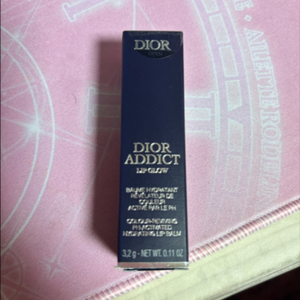 DIOR
DIOR
ADDICT
LIP GLOW
BAUME HYDRATANT
RÉVÉLATEUR DE
COULEUR
ACTIVÉ PAR LE PH
COLOUR-REVIVING
PH-ACTIVATED
HYDRATING LIP BALM
3,2 g - NET WT. 0.11 OZ